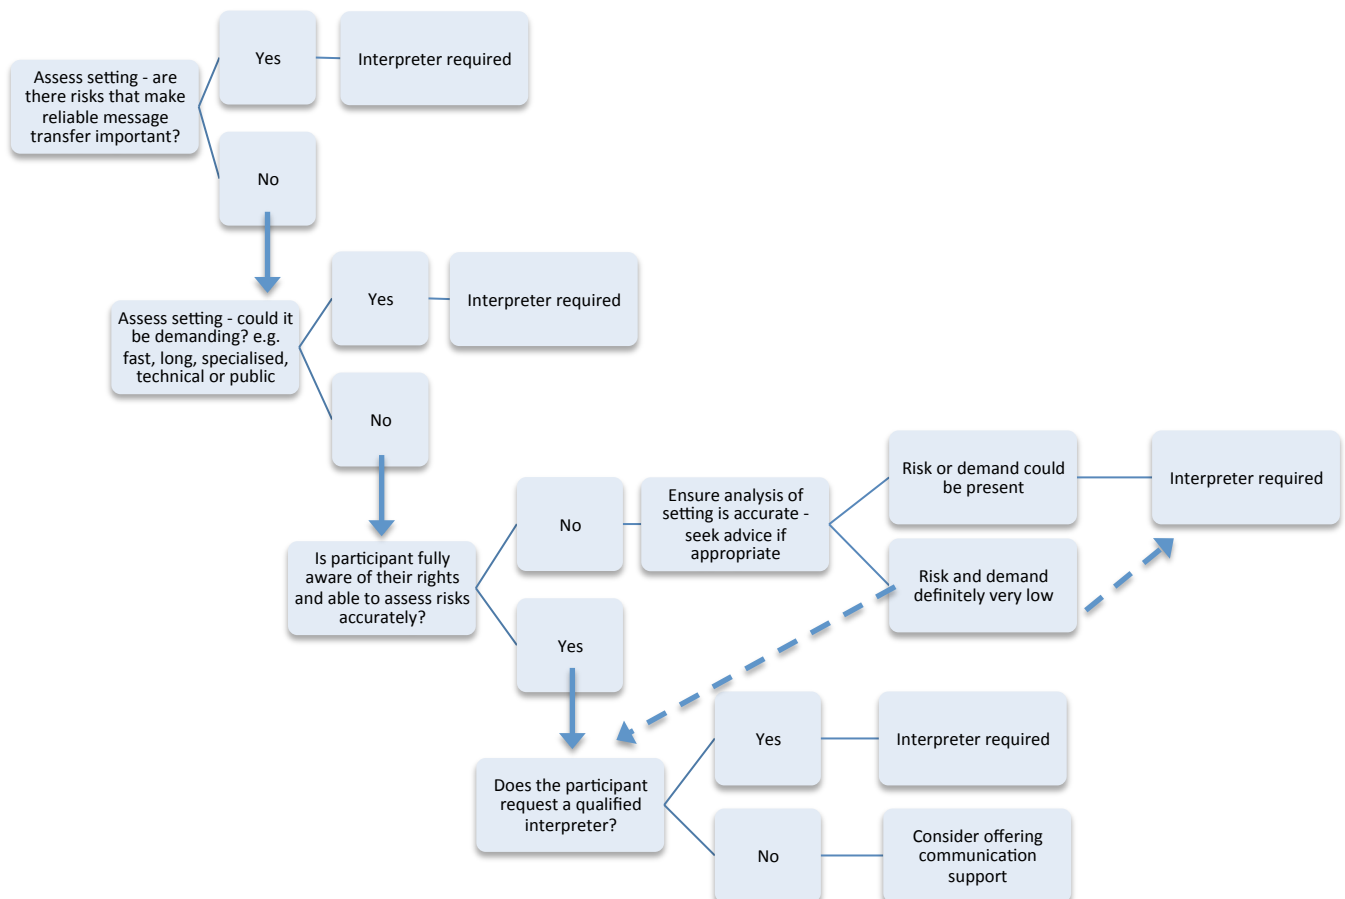 Yes
Interpreter required
Assess setting - are
there risks that make
reliable message
transfer important?
No
Yes
Interpreter required
Assess setting - could it
be demanding? e.g.
fast, long, specialised,
technical or public
No
Risk or demand could
be present
Interpreter required
No
Ensure analysis of
setting is accurate -
seek advice if
appropriate
Is participant fully
aware of their rights
and able to assess risks
accurately?
Risk and demand
definitely very low
Yes
Yes
Interpreter required
Does the participant
request a qualified
interpreter?
No
Consider offering
communication
support